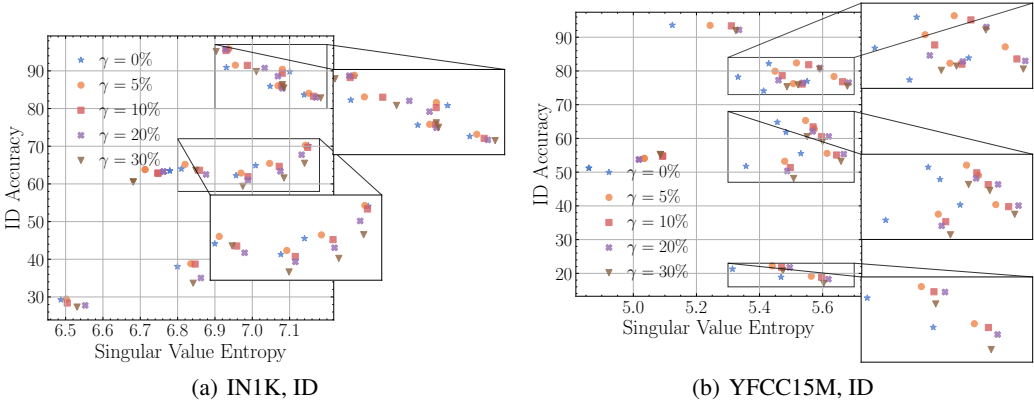 ID Accuracy
90
80
70
60
50
40
30
γ = 0%
γ = 5%
γ = 10%
γ = 20%
γ = 30%
6.5 6.6 6.7 6.8 6.9 7.0 7.1
Singular Value Entropy
(a) IN1K, ID
ID Accuracy
90
80
70
60
50
40
30
20
γ = 0%
γ = 5%
γ = 10%
γ = 20%
γ = 30%
5.0 5.2 5.4 5.6
Singular Value Entropy
(b) YFCC15M, ID